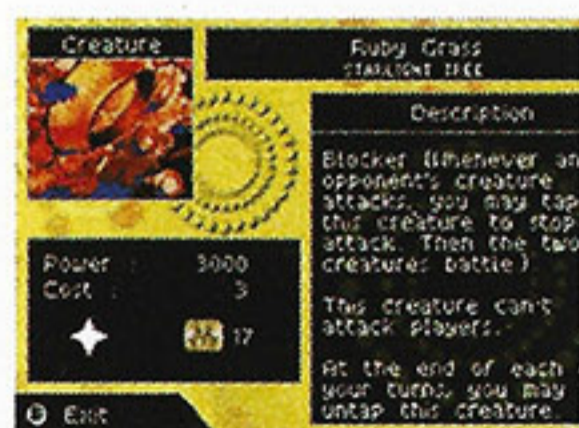 Creature
Ruby Grass
STARLIGHT TREE
Description
Blocker (Whenever an
opponent's creature
attacks, you may tap
this creature to stop
attack. Then the two
creatures battle.)
This creature can't
attack players.
At the end of each
your turns, you may
untap this creature.
Power : 3000
Cost : 3
17
B Exit